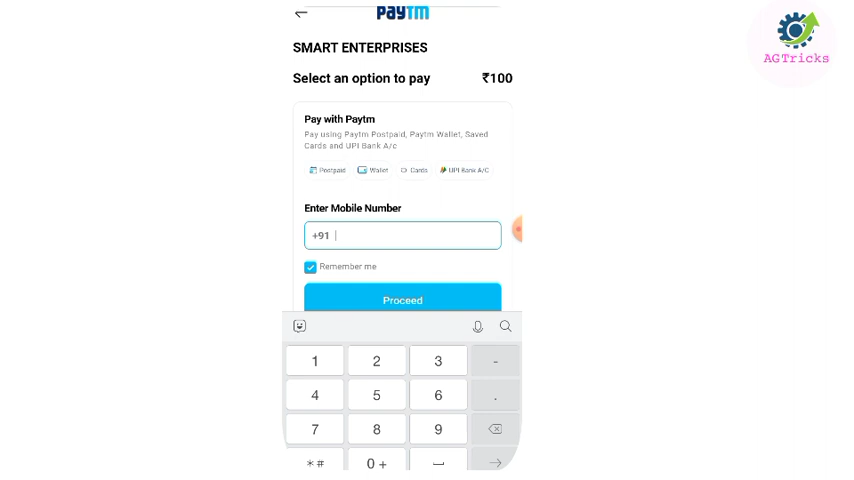 paytm
SMART ENTERPRISES
Select an option to pay ₹100
Pay with Paytm
Pay using Paytm Postpaid, Paytm Wallet, Saved
Cards and UPI Bank A/c
Postpaid Wallet Cards UPI Bank A/C
Enter Mobile Number
+91
Remember me
Proceed
1 2 3 -
4 5 6 .
7 8 9
*# 0 +
AGTricks